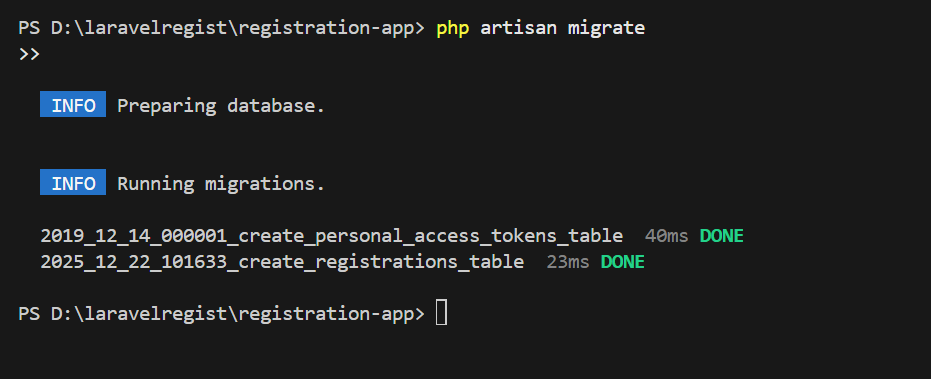 PS D:\laravelregist\registration-app> php artisan migrate
>>
INFO Preparing database.
INFO Running migrations.
2019_12_14_000001_create_personal_access_tokens_table 40ms DONE
2025_12_22_101633_create_registrations_table 23ms DONE
PS D:\laravelregist\registration-app>